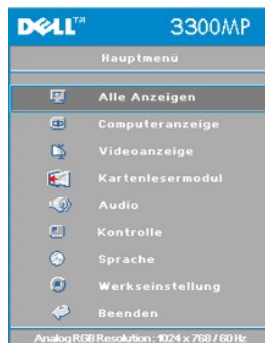 DELL™ 3300MP
Hauptmenü
Alle Anzeigen
Computeranzeige
Videoanzeige
Kartenlesermodul
Audio
Kontrolle
Sprache
Werkseinstellung
Beenden
Analog RGB Resolution : 1024 x 768 / 60 Hz